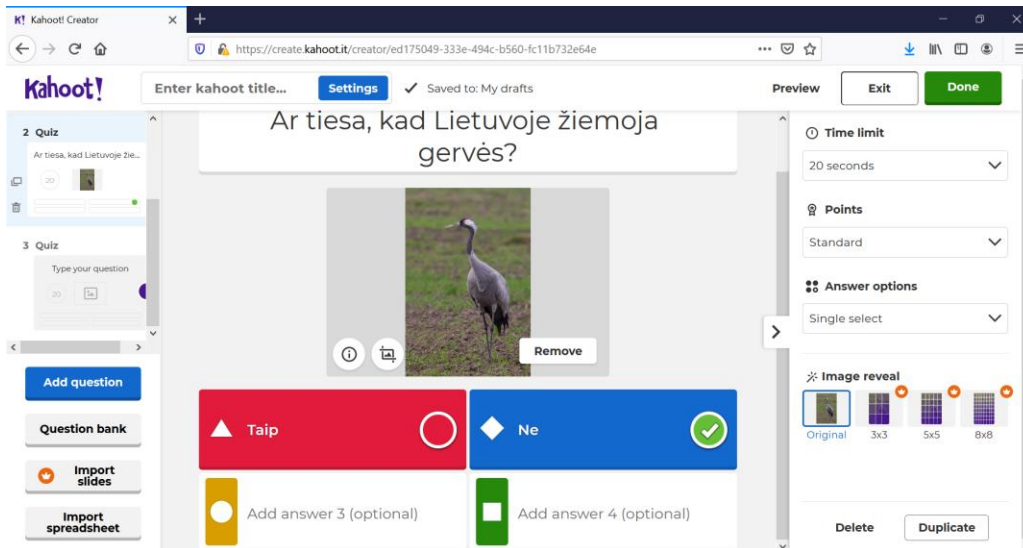 Kahoot! Creator
https://create.kahoot.it/creator/ed175049-333e-494c-b560-fc11b732e64e
Kahoot!
Enter kahoot title...
Settings
Saved to: My drafts
Preview
Exit
Done
2 Quiz
Ar tiesa, kad Lietuvoje žie...
20
3 Quiz
Type your question
20
Add question
Question bank
Import
slides
Import
spreadsheet
Ar tiesa, kad Lietuvoje žiemoja
gervės?
Remove
Taip
Ne
Add answer 3 (optional)
Add answer 4 (optional)
Time limit
20 seconds
Points
Standard
Answer options
Single select
Image reveal
Original
3x3
5x5
8x8
Delete
Duplicate